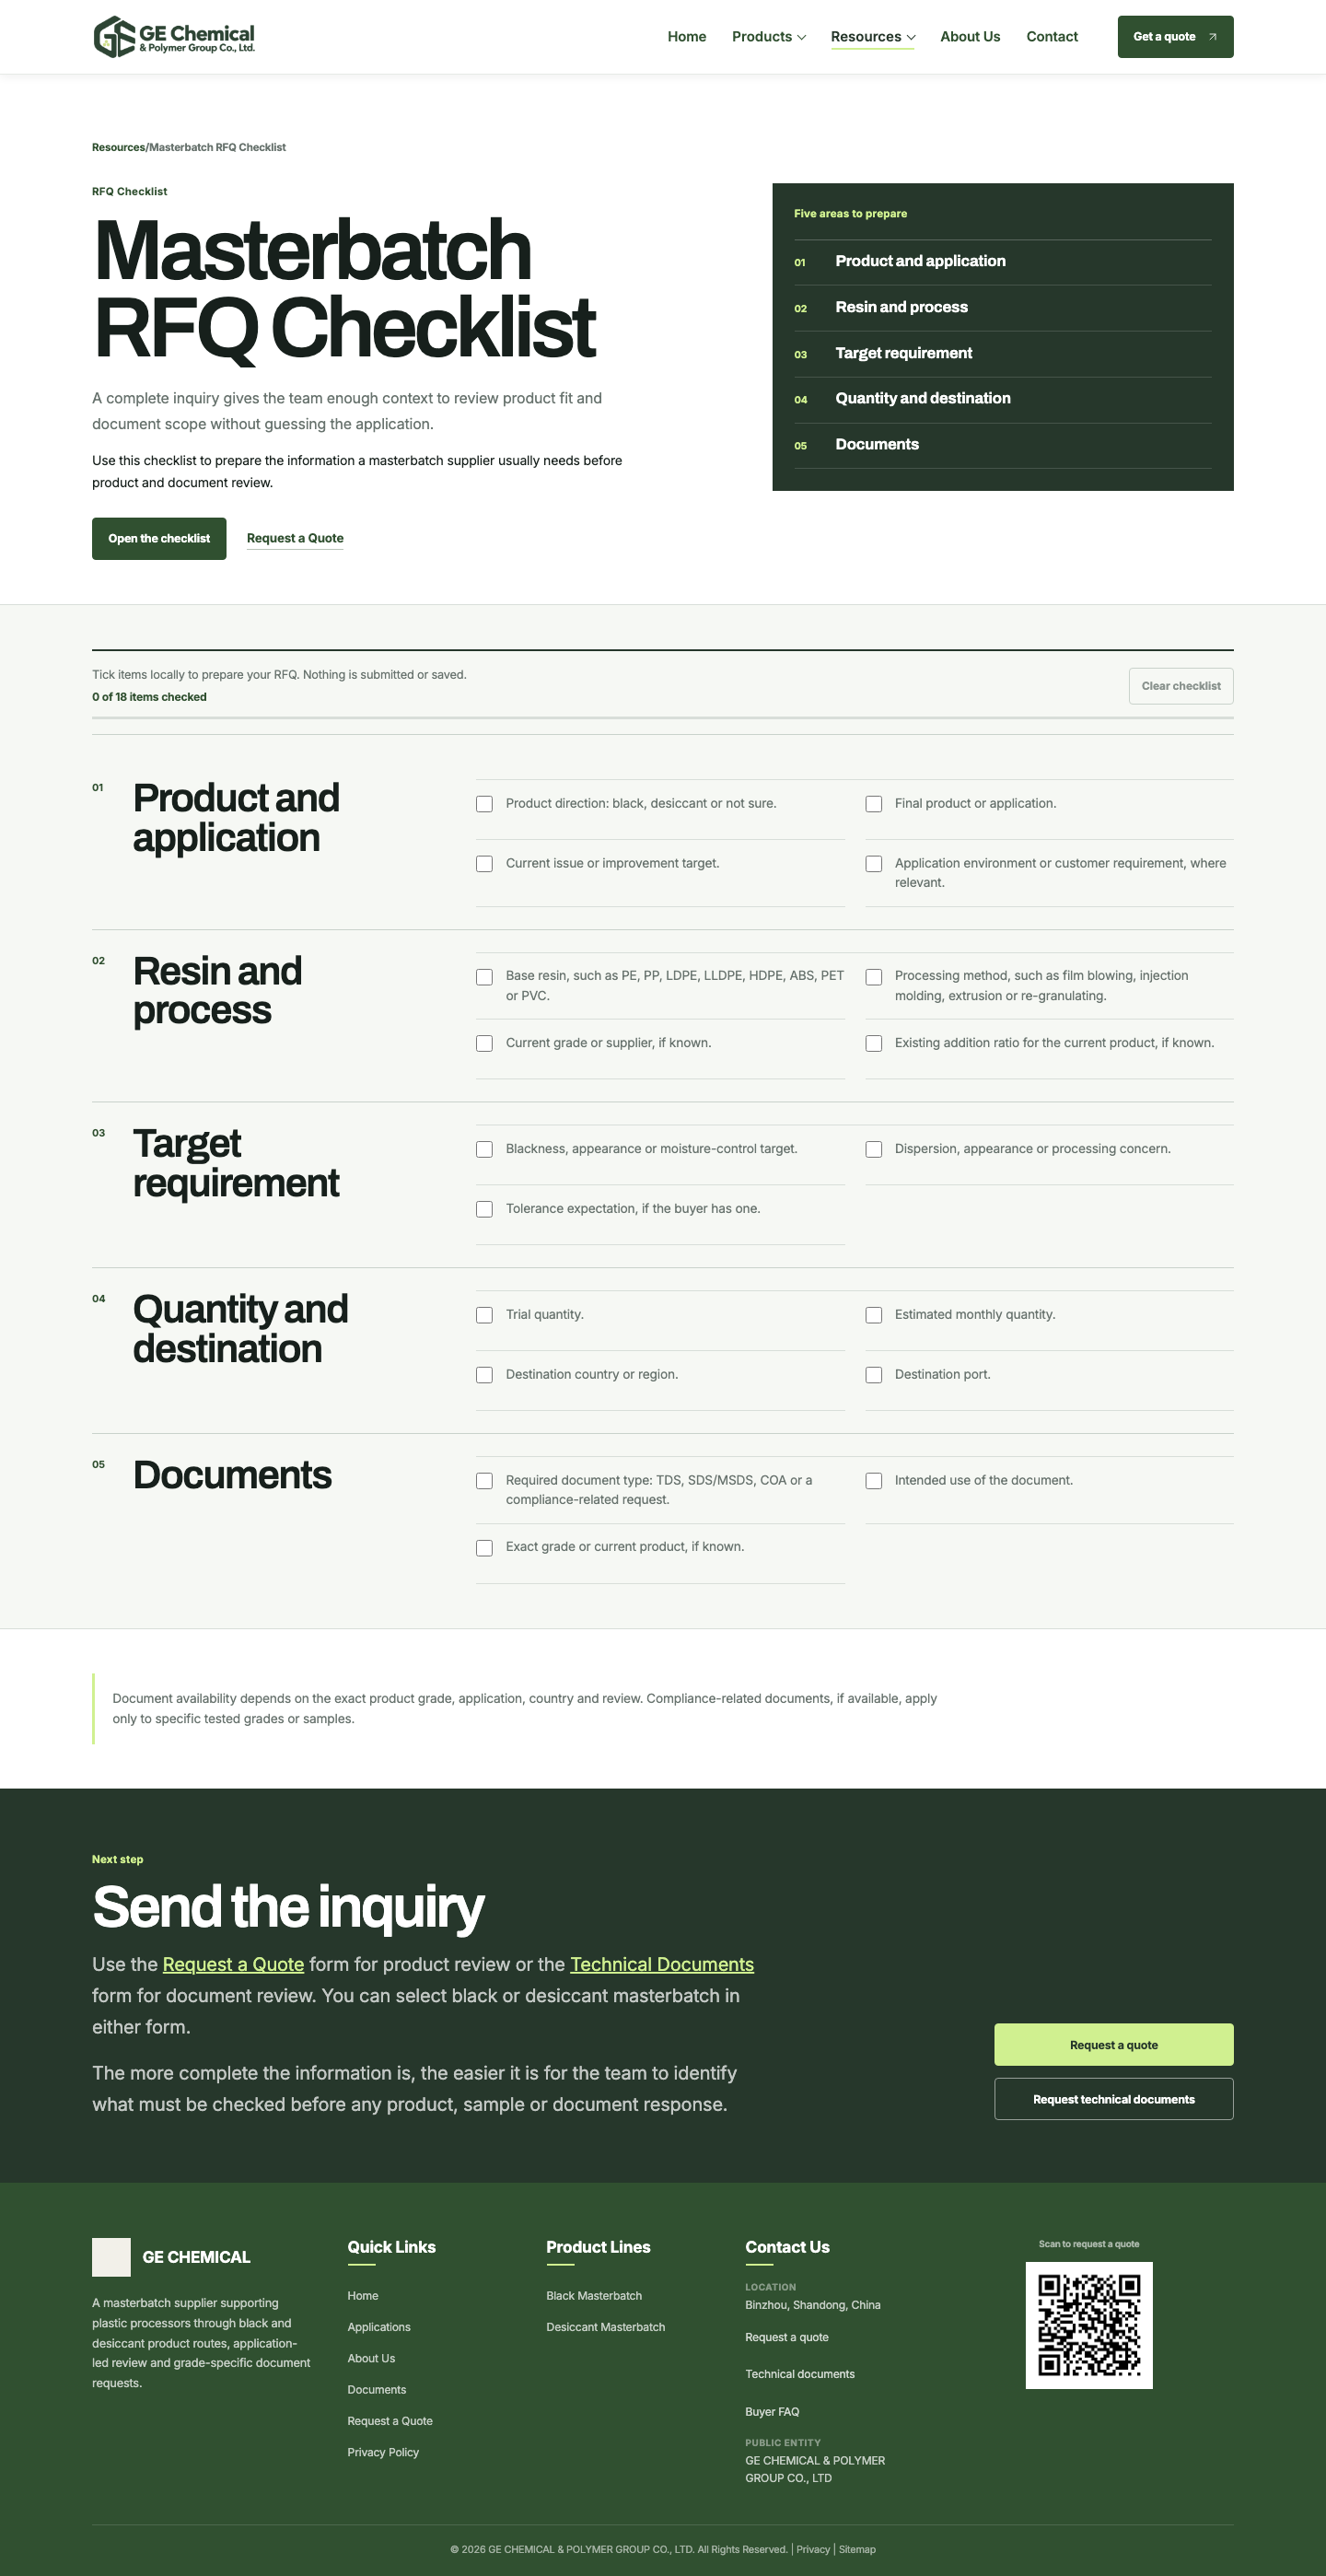 GE Chemical
& Polymer Group Co., Ltd.
Home
Products
Resources
About Us
Contact
Get a quote
Resources/Masterbatch RFQ Checklist
RFQ Checklist
Masterbatch
RFQ Checklist
A complete inquiry gives the team enough context to review product fit and
document scope without guessing the application.
Use this checklist to prepare the information a masterbatch supplier usually needs before
product and document review.
Open the checklist
Request a Quote
Five areas to prepare
01 Product and application
02 Resin and process
03 Target requirement
04 Quantity and destination
05 Documents
Tick items locally to prepare your RFQ. Nothing is submitted or saved.
0 of 18 items checked
Clear checklist
01 Product and
application
Product direction: black, desiccant or not sure.
Final product or application.
Current issue or improvement target.
Application environment or customer requirement, where
relevant.
02 Resin and
process
Base resin, such as PE, PP, LDPE, LLDPE, HDPE, ABS, PET
or PVC.
Processing method, such as film blowing, injection
molding, extrusion or re-granulating.
Current grade or supplier, if known.
Existing addition ratio for the current product, if known.
03 Target
requirement
Blackness, appearance or moisture-control target.
Dispersion, appearance or processing concern.
Tolerance expectation, if the buyer has one.
04 Quantity and
destination
Trial quantity.
Estimated monthly quantity.
Destination country or region.
Destination port.
05 Documents
Required document type: TDS, SDS/MSDS, COA or a
compliance-related request.
Intended use of the document.
Exact grade or current product, if known.
Document availability depends on the exact product grade, application, country and review. Compliance-related documents, if available, apply
only to specific tested grades or samples.
Next step
Send the inquiry
Use the Request a Quote form for product review or the Technical Documents
form for document review. You can select black or desiccant masterbatch in
either form.
The more complete the information is, the easier it is for the team to identify
what must be checked before any product, sample or document response.
Request a quote
Request technical documents
GE CHEMICAL
A masterbatch supplier supporting
plastic processors through black and
desiccant product routes, application-
led review and grade-specific document
requests.
Quick Links
Home
Applications
About Us
Documents
Request a Quote
Privacy Policy
Product Lines
Black Masterbatch
Desiccant Masterbatch
Contact Us
LOCATION
Binzhou, Shandong, China
Request a quote
Technical documents
Buyer FAQ
PUBLIC ENTITY
GE CHEMICAL & POLYMER
GROUP CO., LTD
Scan to request a quote
© 2026 GE CHEMICAL & POLYMER GROUP CO., LTD. All Rights Reserved. | Privacy | Sitemap